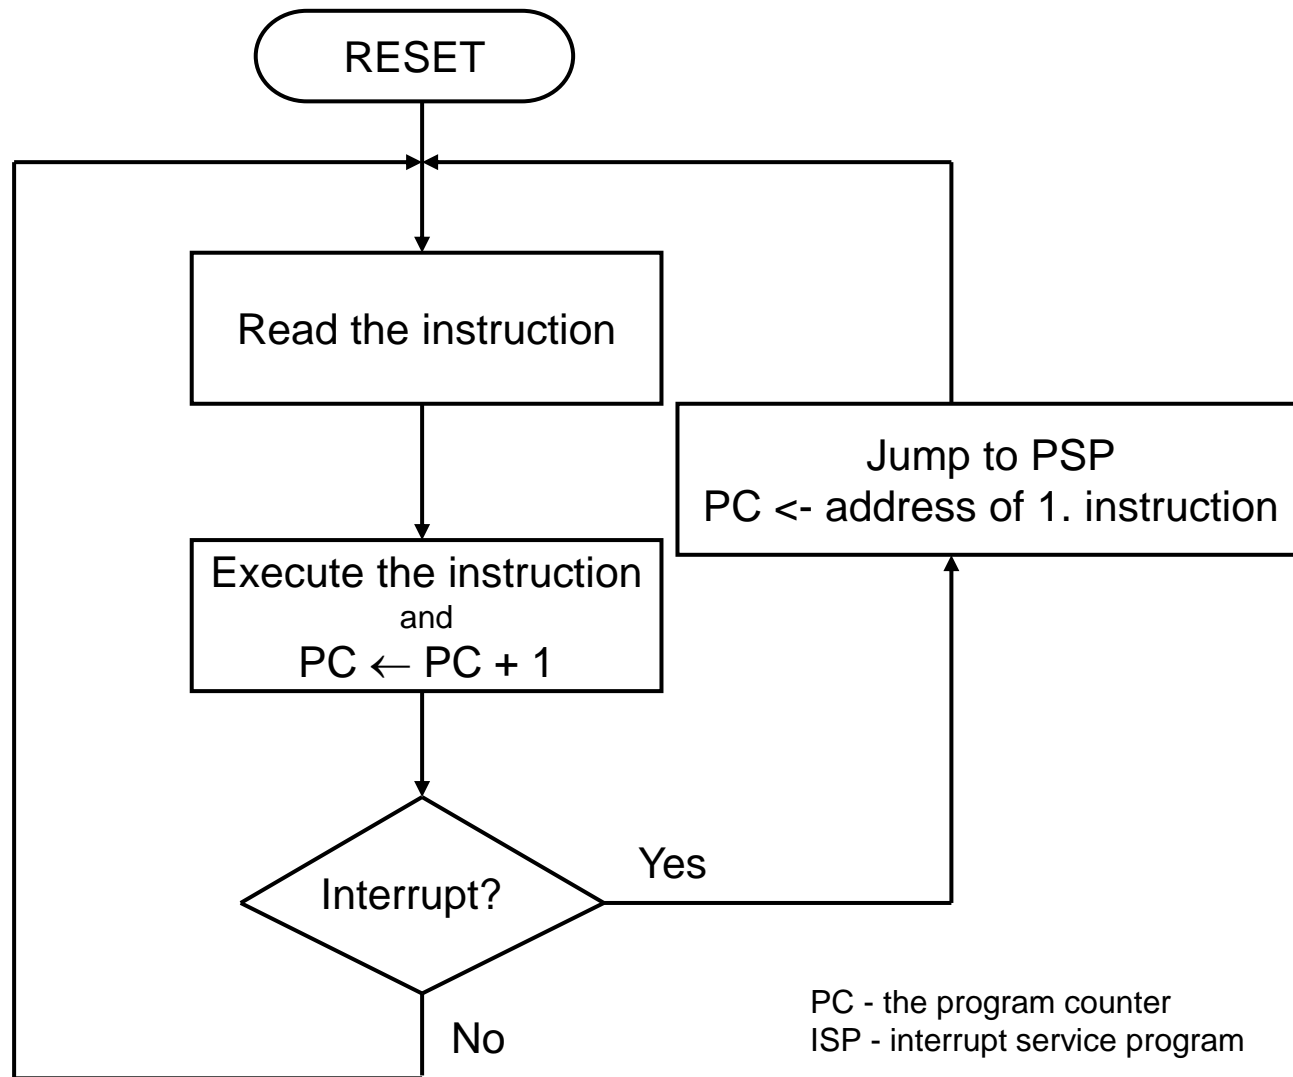 RESET
Read the instruction
Jump to PSP
PC <- address of 1. instruction
Execute the instruction
and
PC ← PC + 1
Interrupt?
Yes
No
PC - the program counter
ISP - interrupt service program